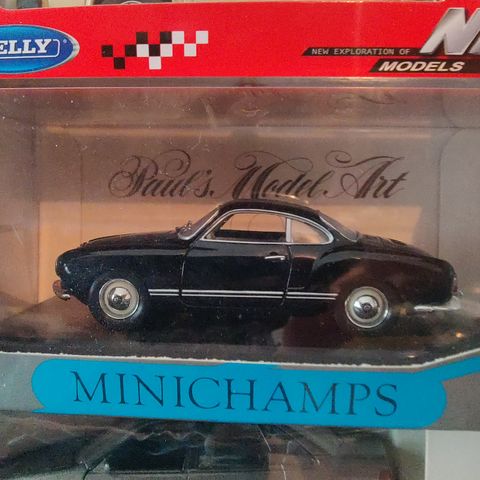 NEW EXPLORATION OF
MODELS
Paul's Model Art
MINICHAMPS